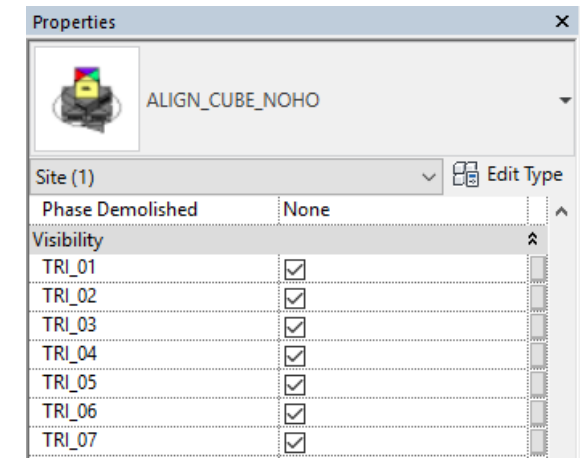 Properties
ALIGN_CUBE_NOHO
Site (1) Edit Type
Phase Demolished None
Visibility
TRI_01
TRI_02
TRI_03
TRI_04
TRI_05
TRI_06
TRI_07